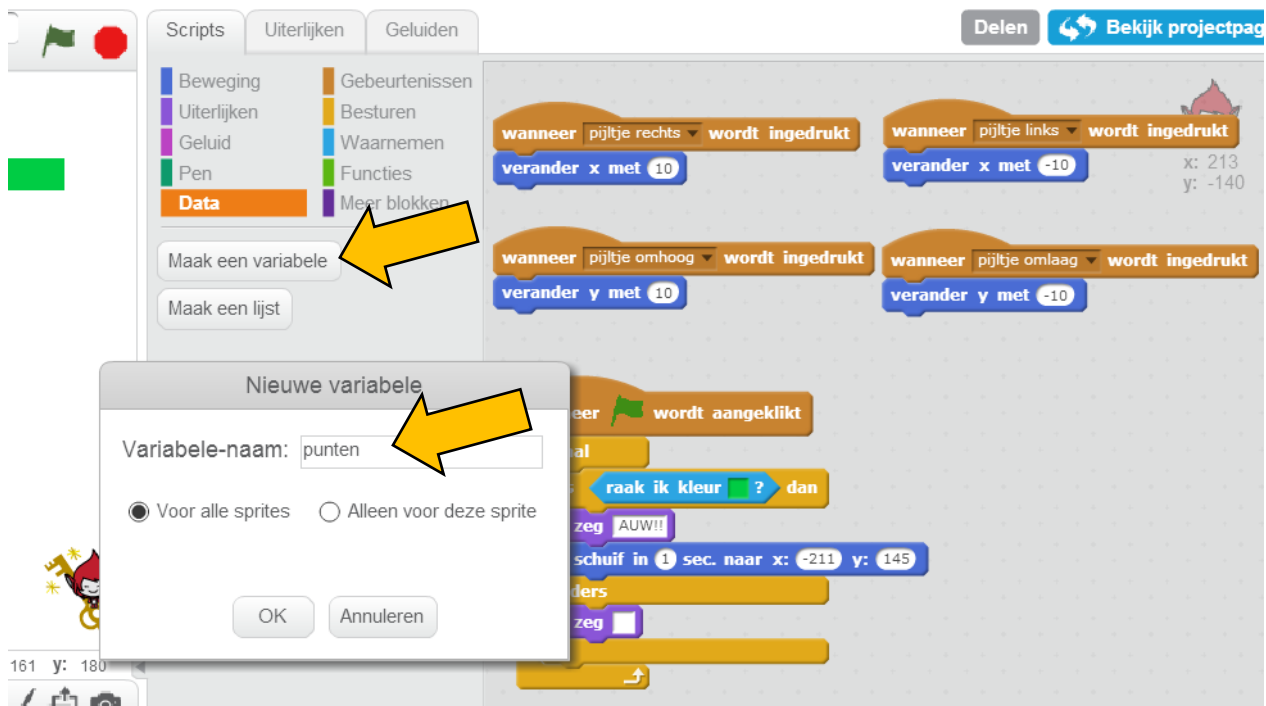 Scripts Uiterlijken Geluiden
Delen Bekijk projectpag
Beweging Gebeurtenissen
Uiterlijken Besturen
Geluid Waarnemen
Pen Functies
Data Meer blokken
Maak een variabele
Maak een lijst
wanneer pijltje rechts wordt ingedrukt
verander x met 10
wanneer pijltje links wordt ingedrukt
verander x met -10
x: 213
y: -140
wanneer pijltje omhoog wordt ingedrukt
verander y met 10
wanneer pijltje omlaag wordt ingedrukt
verander y met -10
Nieuwe variabele
Variabele-naam: punten
Voor alle sprites Alleen voor deze sprite
OK Annuleren
eer wordt aangeklikt
al
raak ik kleur ? dan
zeg AUW!!
schuif in 1 sec. naar x: -211 y: 145
ders
zeg
161 y: 180